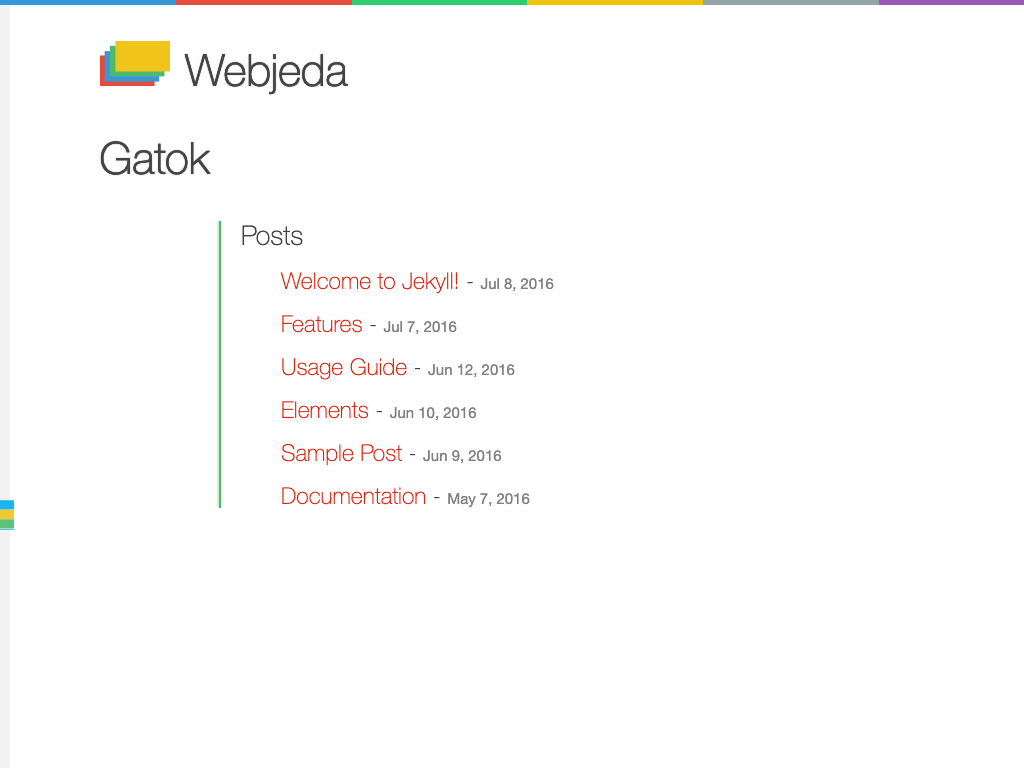 Webjeda
Gatok
Posts
Welcome to Jekyll! - Jul 8, 2016
Features - Jul 7, 2016
Usage Guide - Jun 12, 2016
Elements - Jun 10, 2016
Sample Post - Jun 9, 2016
Documentation - May 7, 2016